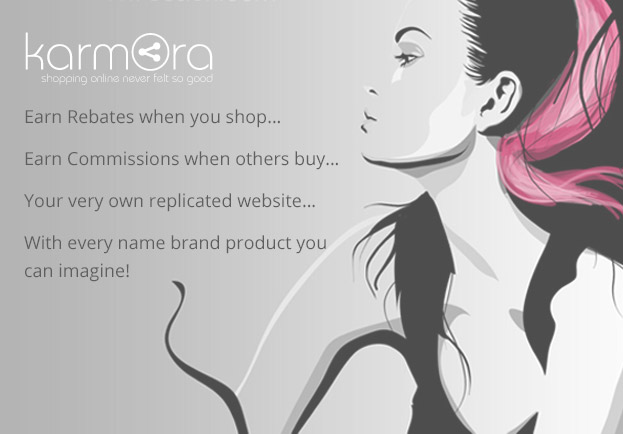 karmora
shopping online never felt so good
Earn Rebates when you shop...
Earn Commissions when others buy...
Your very own replicated website...
With every name brand product you
can imagine!